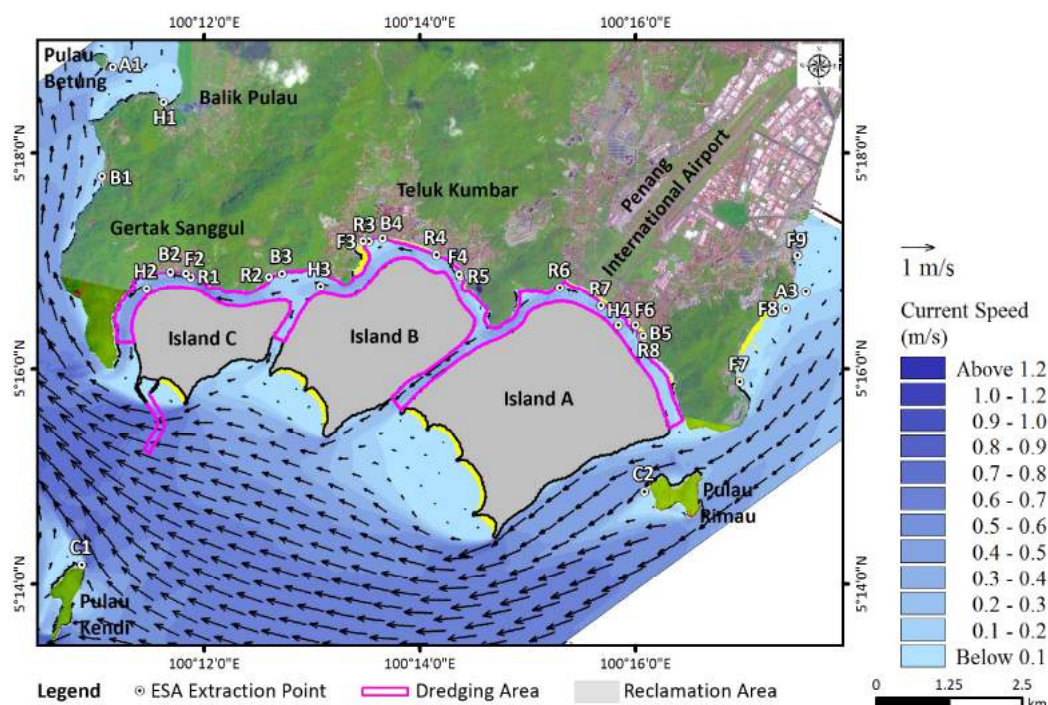 100°12'0"E
100°14'0"E
100°16'0"E
Pulau
Betung
A1
H1
Balik Pulau
5°18'0"N
5°18'0"N
B1
Teluk Kumbar
Penang
International Airport
Gertak Sanggul
F3
R3
B4
R4
F4
R5
F9
A3
F8
H2
B2
F2
R1
R2
B3
H3
R6
R7
H4
F6
B5
R8
Island C
Island B
Island A
5°16'0"N
5°16'0"N
F7
C2
Pulau
Rimau
C1
Pulau
Kendi
5°14'0"N
5°14'0"N
100°12'0"E
100°14'0"E
100°16'0"E
1 m/s
Current Speed
(m/s)
Above 1.2
1.0 - 1.2
0.9 - 1.0
0.8 - 0.9
0.7 - 0.8
0.6 - 0.7
0.5 - 0.6
0.4 - 0.5
0.3 - 0.4
0.2 - 0.3
0.1 - 0.2
Below 0.1
Legend
ESA Extraction Point
Dredging Area
Reclamation Area
0 1.25 2.5
km